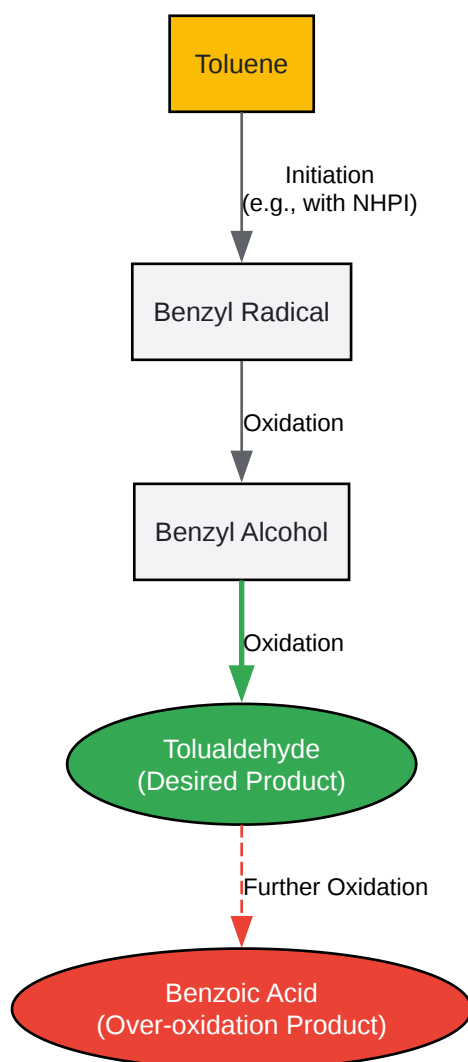 Toluene
Initiation
(e.g., with NHPI)
Benzyl Radical
Oxidation
Benzyl Alcohol
Oxidation
Tolualdehyde
(Desired Product)
Further Oxidation
Benzoic Acid
(Over-oxidation Product)